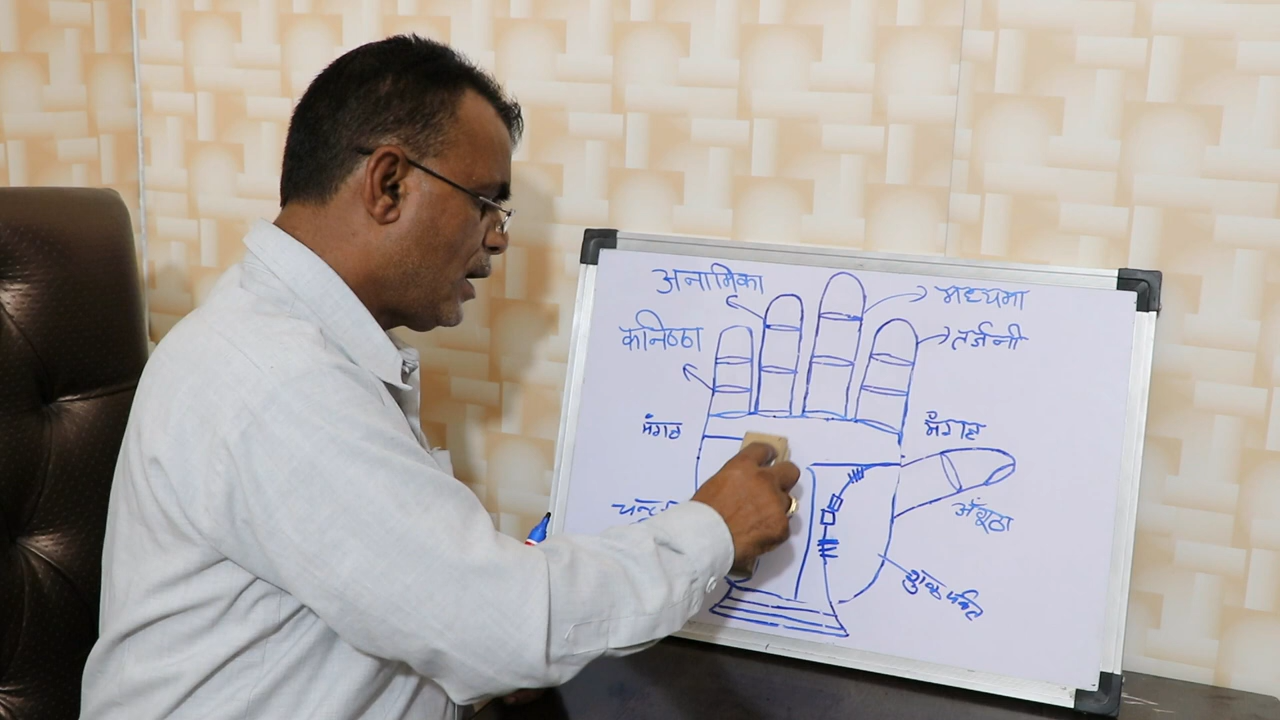 अनामिका
मध्यमा
कनिष्ठा
तर्जनी
मंगल
मंगल
अँगूठा
शुक्र पर्वत